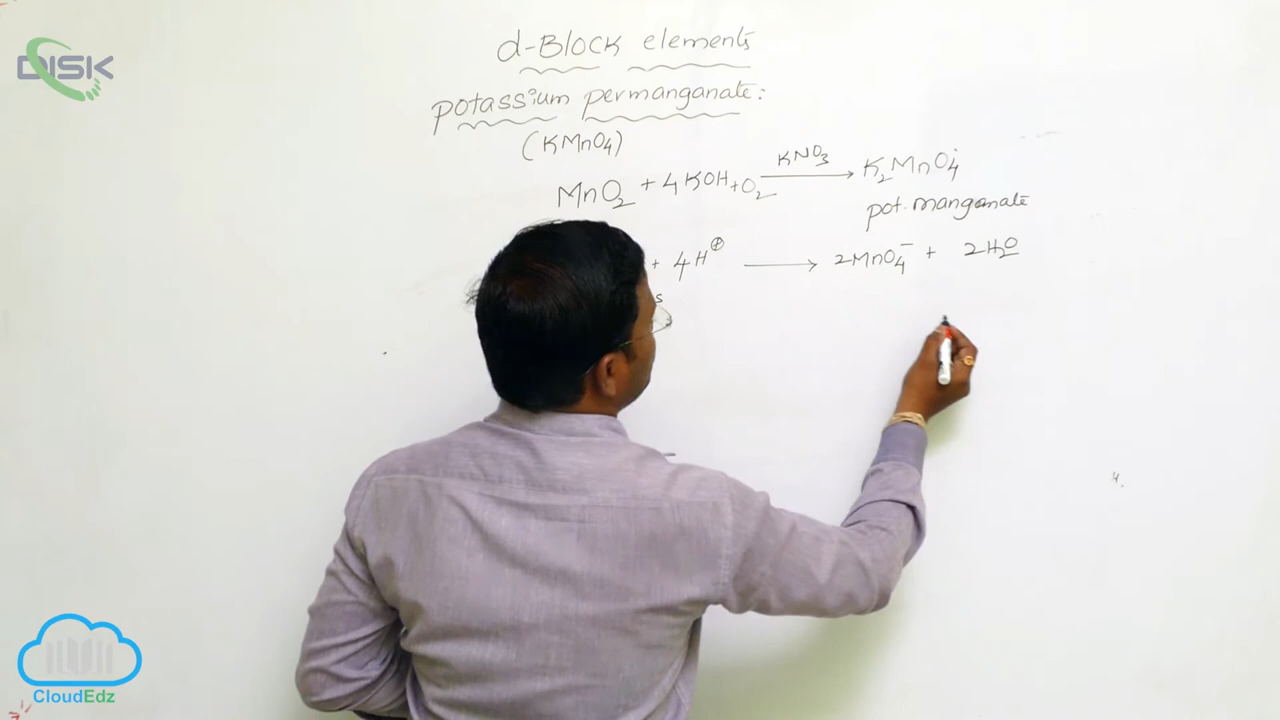 DISK
d-Block elements
potassium permanganate:
(KMnO4)
MnO2 + 4KOH + O2 KNO3 → K2MnO4
pot. manganate
+ 4H⊕ → 2MnO4⁻ + 2H2O
s
CloudEdz